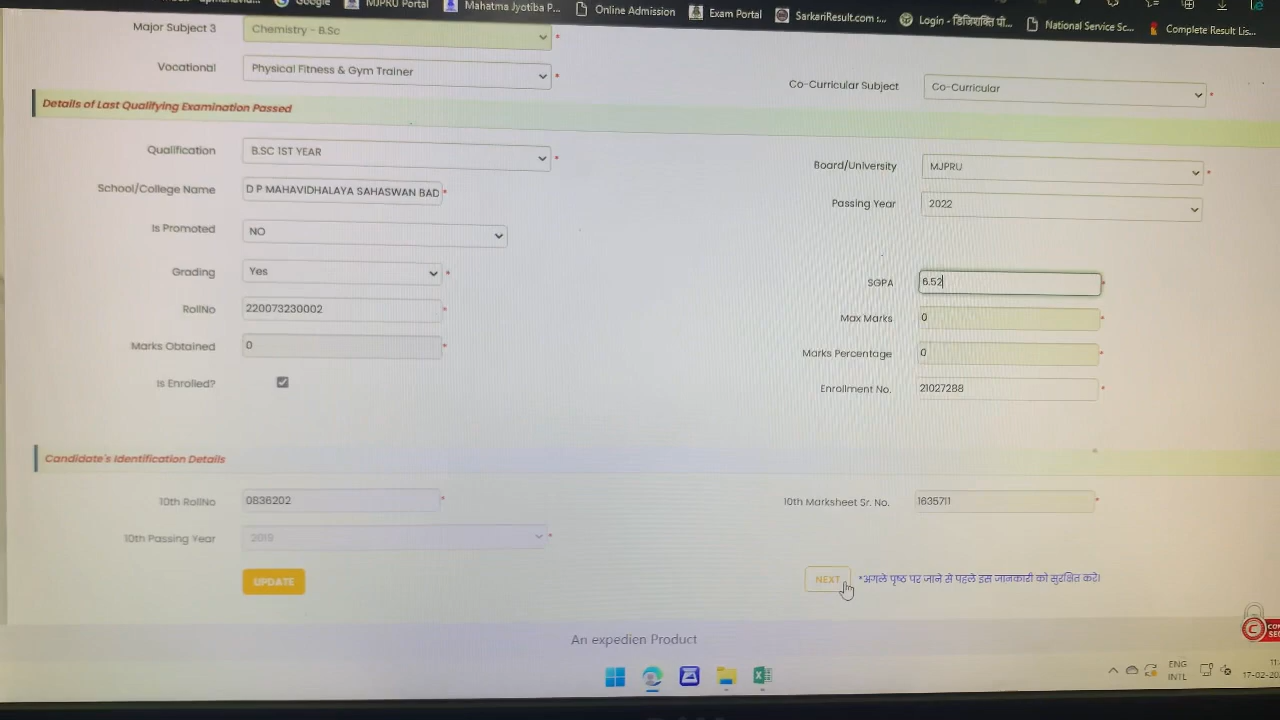 Google
MJPRU Portal
Mahatma Jyotiba P...
Online Admission
Exam Portal
SarkariResult.com :...
Login - डिजिशक्ति पी...
National Service Sc...
Complete Result Lis...
Major Subject 3 Chemistry - B.Sc *
Vocational Physical Fitness & Gym Trainer * Co-Curricular Subject Co-Curricular *
Details of Last Qualifying Examination Passed
Qualification B.SC 1ST YEAR * Board/University MJPRU *
School/College Name D P MAHAVIDHALAYA SAHASWAN BAD * Passing Year 2022
Is Promoted NO
Grading Yes * SGPA 6.52 *
RollNo 220073230002 * Max Marks 0 *
Marks Obtained 0 * Marks Percentage 0 *
Is Enrolled? Enrollment No. 21027288 *
Candidate's Identification Details
10th RollNo 0836202 * 10th Marksheet Sr. No. 1635711 *
10th Passing Year 2019 *
UPDATE NEXT *अगले पृष्ठ पर जाने से पहले इस जानकारी को सुरक्षित करें।
An expedien Product
ENG
INTL